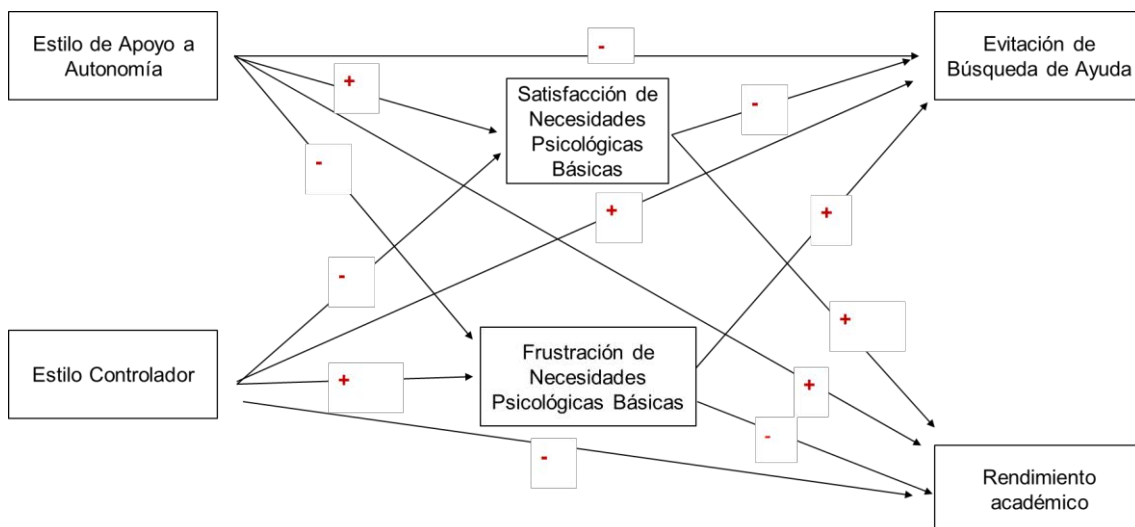 Estilo de Apoyo a
Autonomía
-
Evitación de
Búsqueda de Ayuda
+
Satisfacción de
Necesidades
Psicológicas
Básicas
-
-
+
+
-
+
Estilo Controlador
+
Frustración de
Necesidades
Psicológicas Básicas
+
-
-
Rendimiento
académico